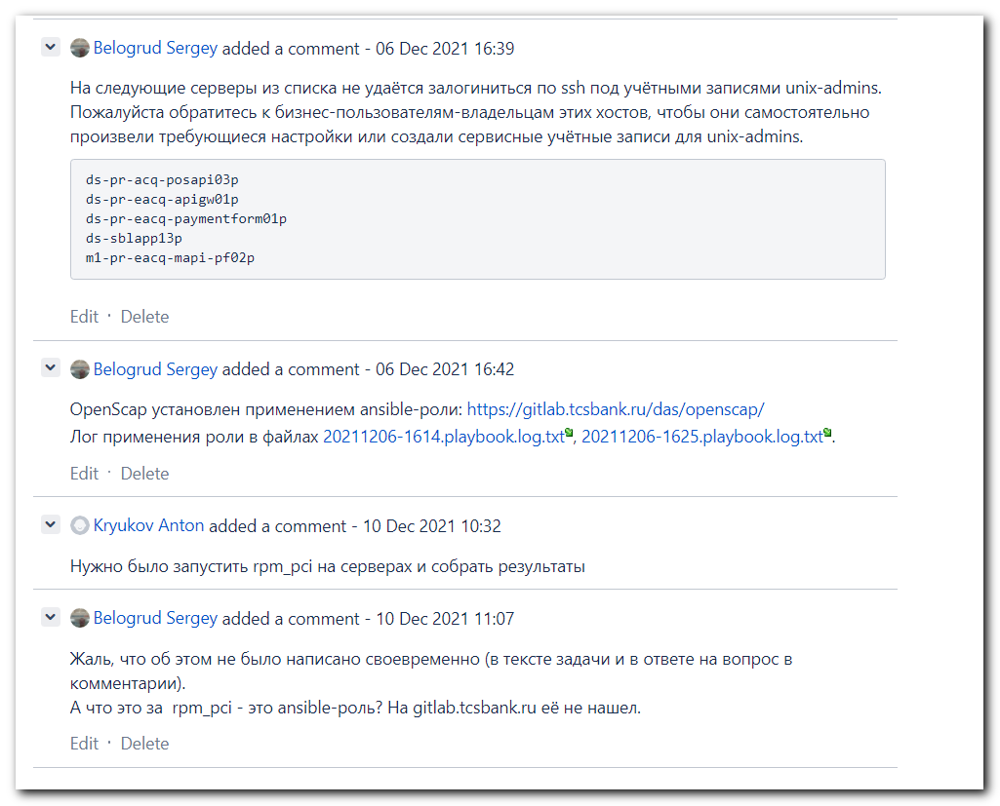 Belogrud Sergey added a comment - 06 Dec 2021 16:39
На следующие серверы из списка не удаётся залогиниться по ssh под учётными записями unix-admins.
Пожалуйста обратитесь к бизнес-пользователям-владельцам этих хостов, чтобы они самостоятельно
произвели требующиеся настройки или создали сервисные учётные записи для unix-admins.
ds-pr-acq-posapi03p
ds-pr-eacq-apigw01p
ds-pr-eacq-paymentform01p
ds-sblapp13p
m1-pr-eacq-mapi-pf02p
Edit · Delete
Belogrud Sergey added a comment - 06 Dec 2021 16:42
OpenScap установлен применением ansible-роли: https://gitlab.tcsbank.ru/das/openscap/
Лог применения роли в файлах 20211206-1614.playbook.log.txt, 20211206-1625.playbook.log.txt.
Edit · Delete
Kryukov Anton added a comment - 10 Dec 2021 10:32
Нужно было запустить rpm_pci на серверах и собрать результаты
Belogrud Sergey added a comment - 10 Dec 2021 11:07
Жаль, что об этом не было написано своевременно (в тексте задачи и в ответе на вопрос в
комментарии).
А что это за  rpm_pci - это ansible-роль? На gitlab.tcsbank.ru её не нашел.
Edit · Delete